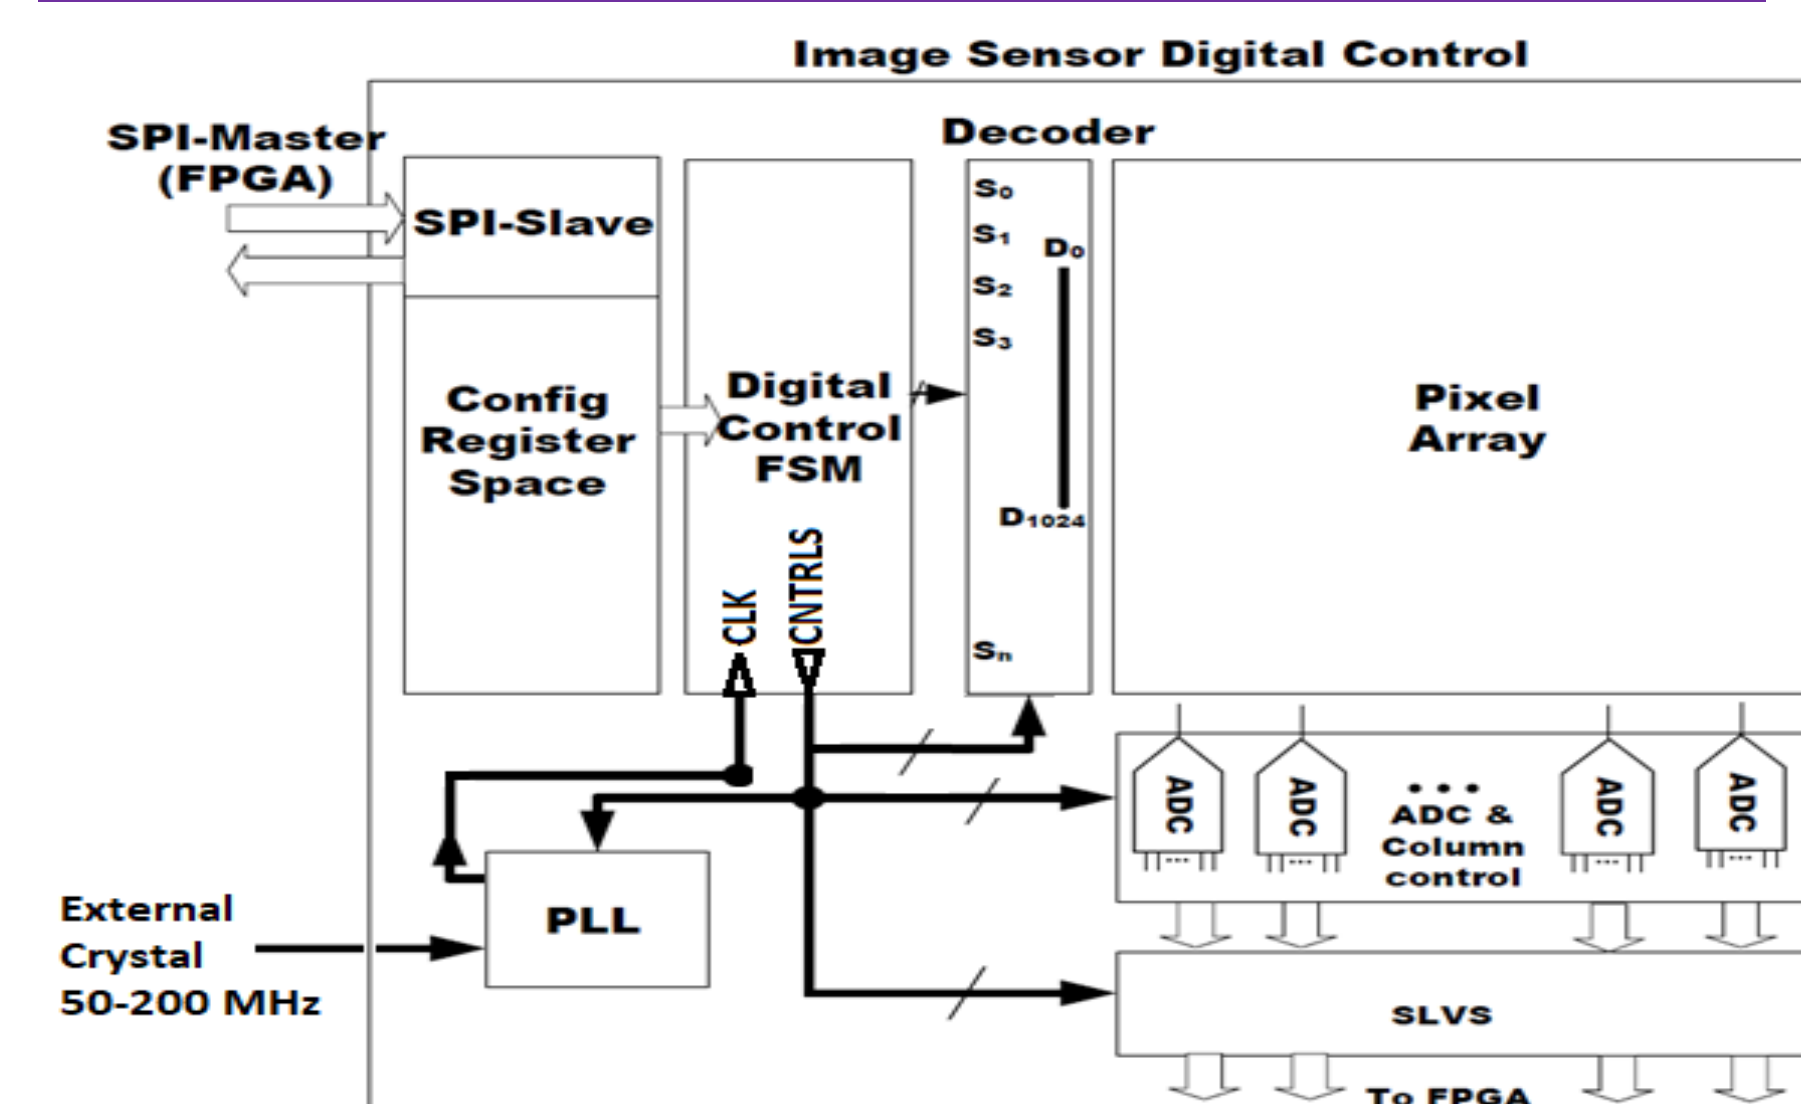 Image Sensor Digital Control
SPI-Master
(FPGA)
SPI-Slave
Config
Register
Space
Digital
Control
FSM
CLK
CNTRLS
Decoder
S₀
S₁
S₂
S₃
Sₙ
D₀
D₁₀₂₄
Pixel
Array
ADC
ADC
ADC
ADC
...
ADC &
Column
control
PLL
External
Crystal
50-200 MHz
SLVS
To FPGA